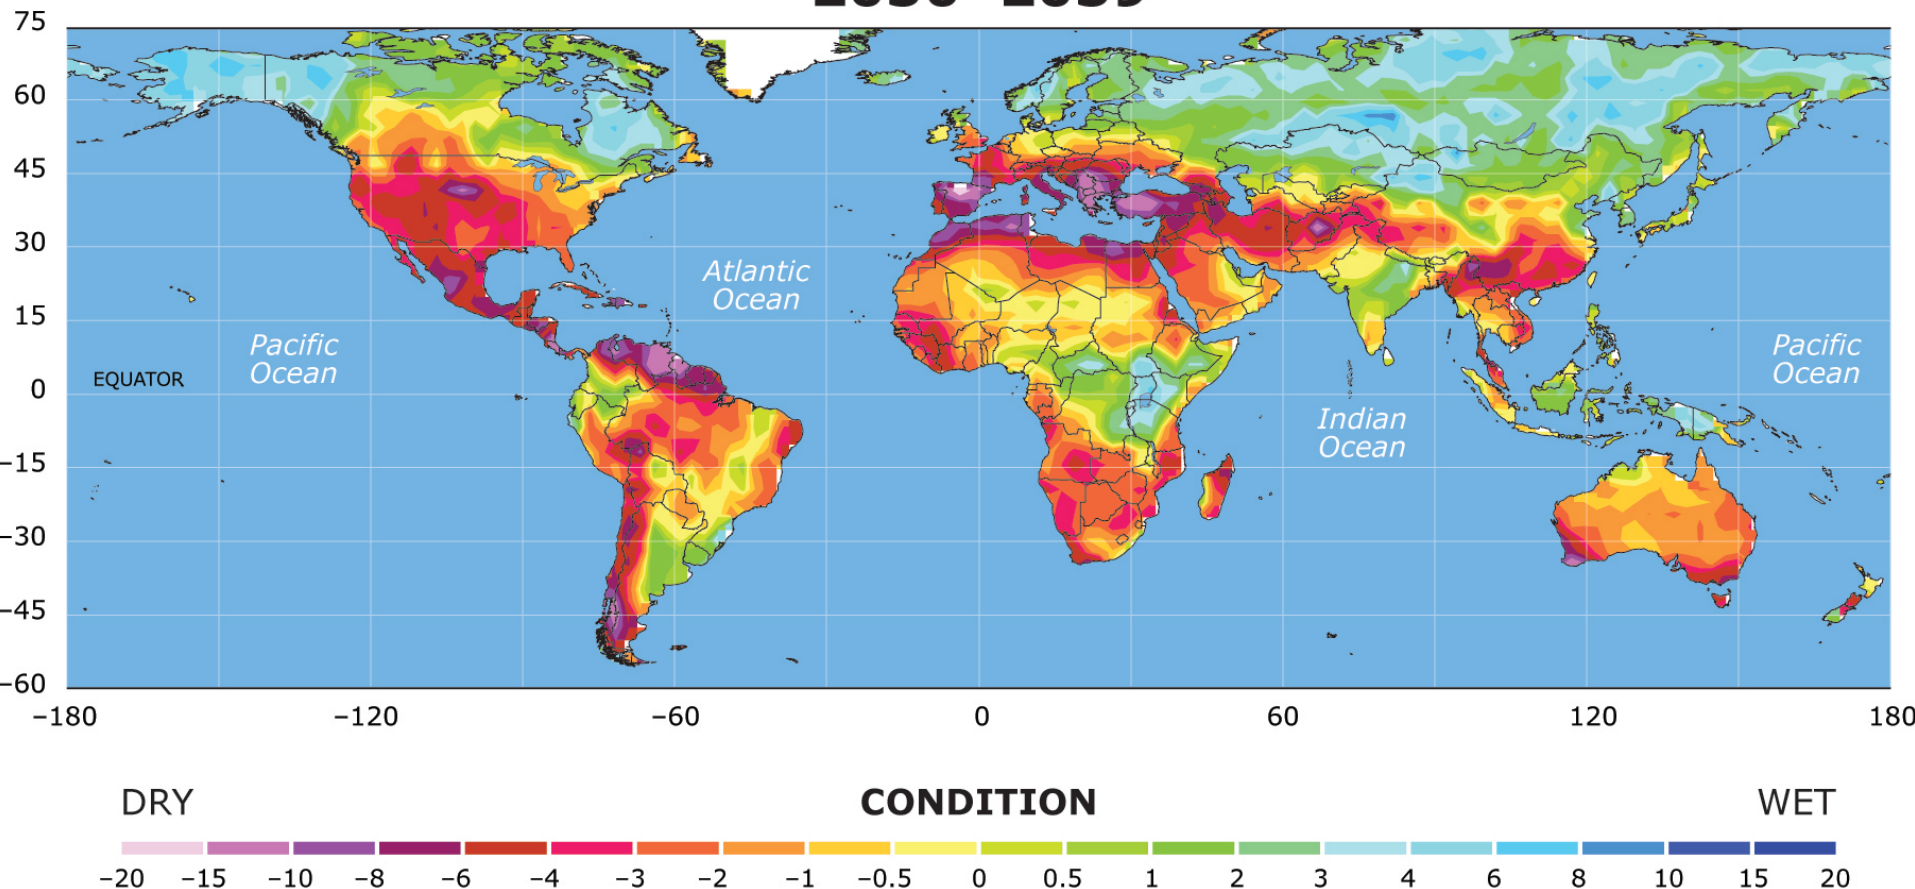 75
60
45
30
15
0
−15
−30
−45
−60
Atlantic
Ocean
Pacific
Ocean
EQUATOR
Indian
Ocean
Pacific
Ocean
−180 −120 −60 0 60 120 180
DRY CONDITION WET
−20 −15 −10 −8 −6 −4 −3 −2 −1 −0.5 0 0.5 1 2 3 4 6 8 10 15 20